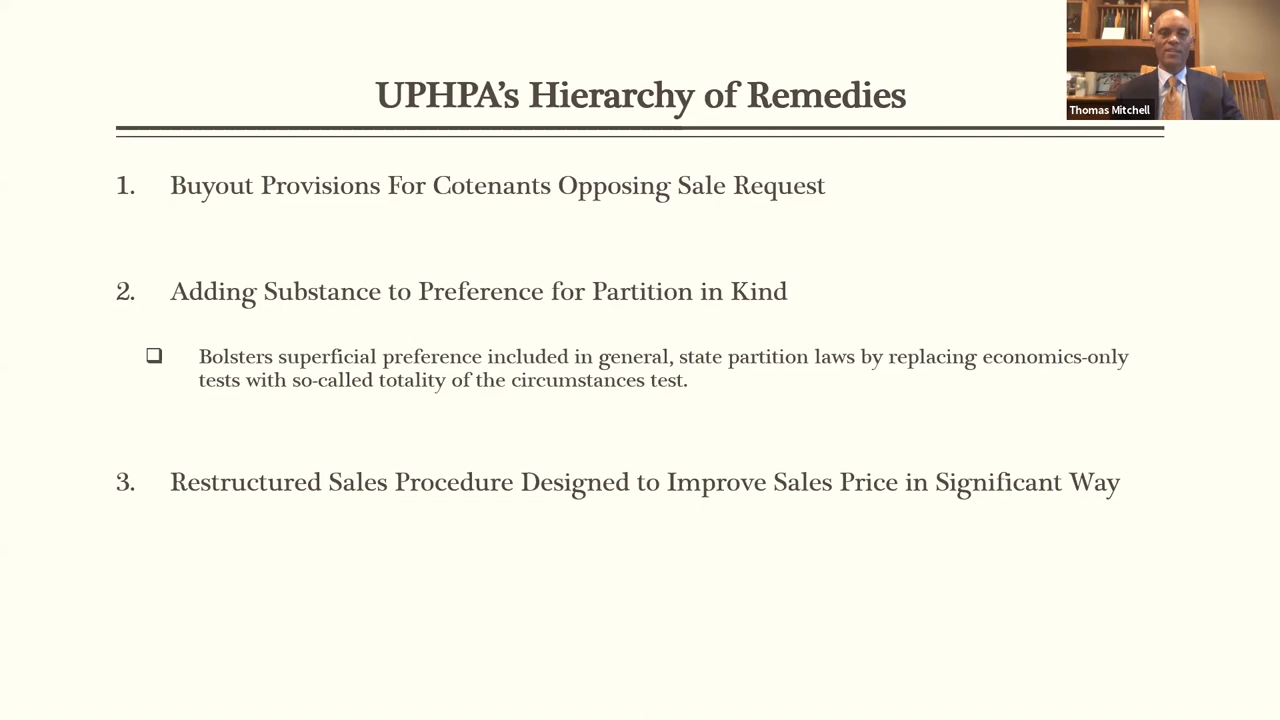 UPHPA's Hierarchy of Remedies
Thomas Mitchell
1. Buyout Provisions For Cotenants Opposing Sale Request
2. Adding Substance to Preference for Partition in Kind
❑ Bolsters superficial preference included in general, state partition laws by replacing economics-only
tests with so-called totality of the circumstances test.
3. Restructured Sales Procedure Designed to Improve Sales Price in Significant Way